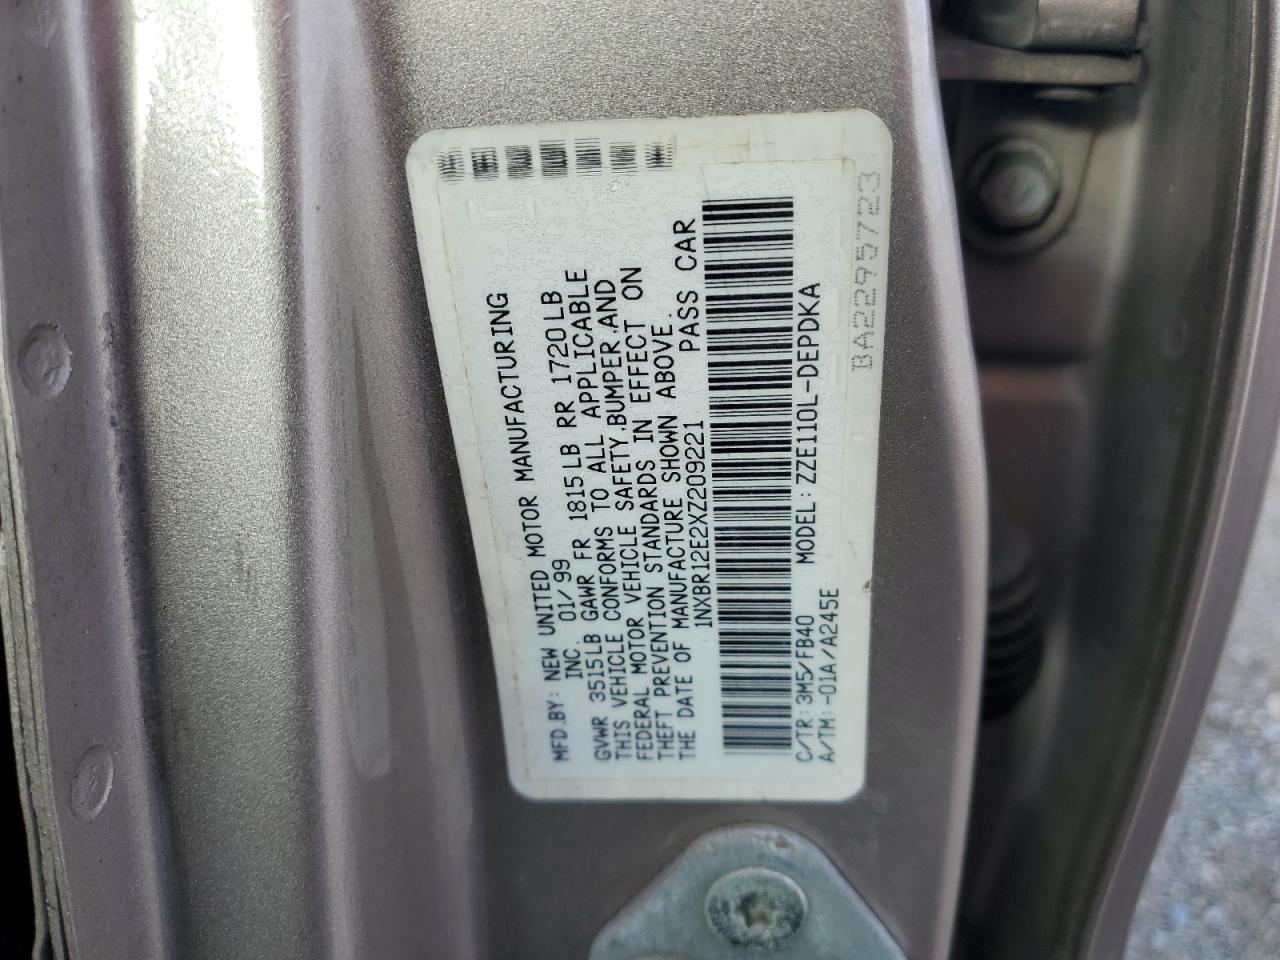 MFD.BY: NEW UNITED MOTOR MANUFACTURING
INC. 01/99
GVWR 3515LB GAWR FR 1815LB RR 1720LB
THIS VEHICLE CONFORMS TO ALL APPLICABLE
FEDERAL MOTOR VEHICLE SAFETY.BUMPER.AND
THEFT PREVENTION STANDARDS IN EFFECT ON
THE DATE OF MANUFACTURE SHOWN ABOVE.
1NXBR12E2XZ209221 PASS CAR
C/TR:3M5/FB40 MODEL:ZZE110L-DEPDKA
A/TM:-01A/A245E
BA2295723